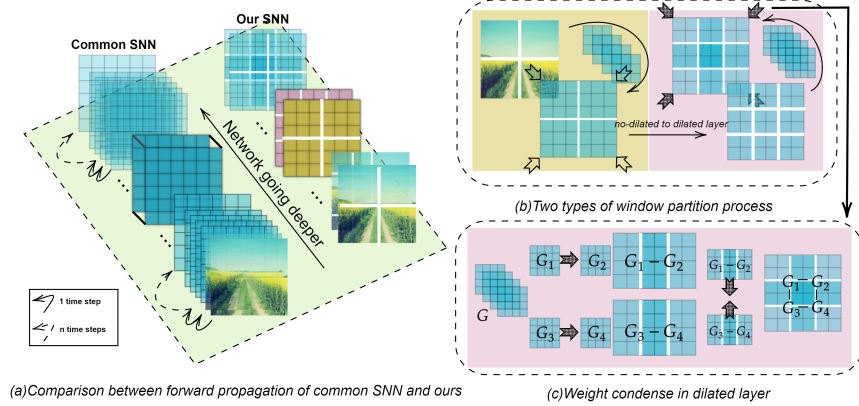 Common SNN
Our SNN
Network going deeper
1 time step
n time steps
(a)Comparison between forward propagation of common SNN and ours
no-dilated to dilated layer
(b)Two types of window partition process
G
G₁
G₂
G₁ − G₂
G₁ − G₂
G₃
G₄
G₃ − G₄
G₃ − G₄
G₁ − G₂
G₃ − G₄
(c)Weight condense in dilated layer